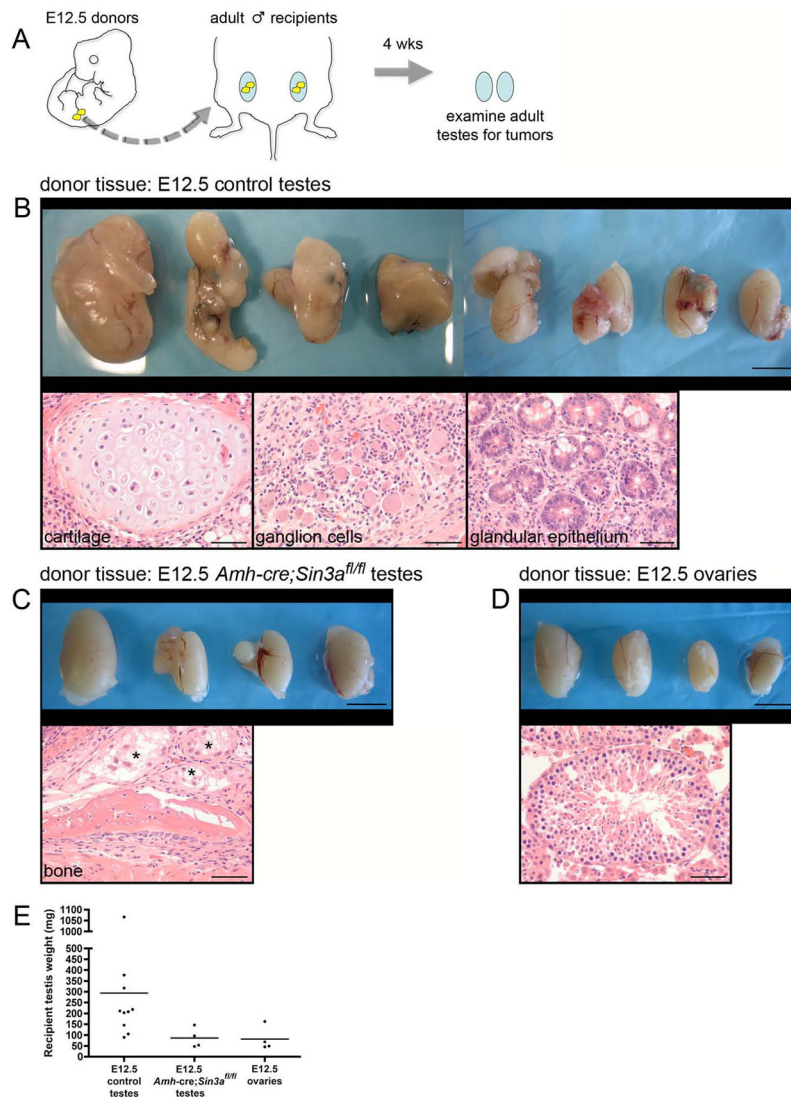 E12.5 donors
adult ♂ recipients
A
4 wks
examine adult
testes for tumors
donor tissue: E12.5 control testes
B
cartilage
ganglion cells
glandular epithelium
donor tissue: E12.5 Amh-cre;Sin3afl/fl testes
donor tissue: E12.5 ovaries
C
D
*
*
*
bone
E
Recipient testis weight (mg)
1100
1050
1000
500
450
400
350
300
250
200
150
100
50
0
E12.5
control
testes
E12.5
Amh-cre;Sin3afl/fl
testes
E12.5
ovaries